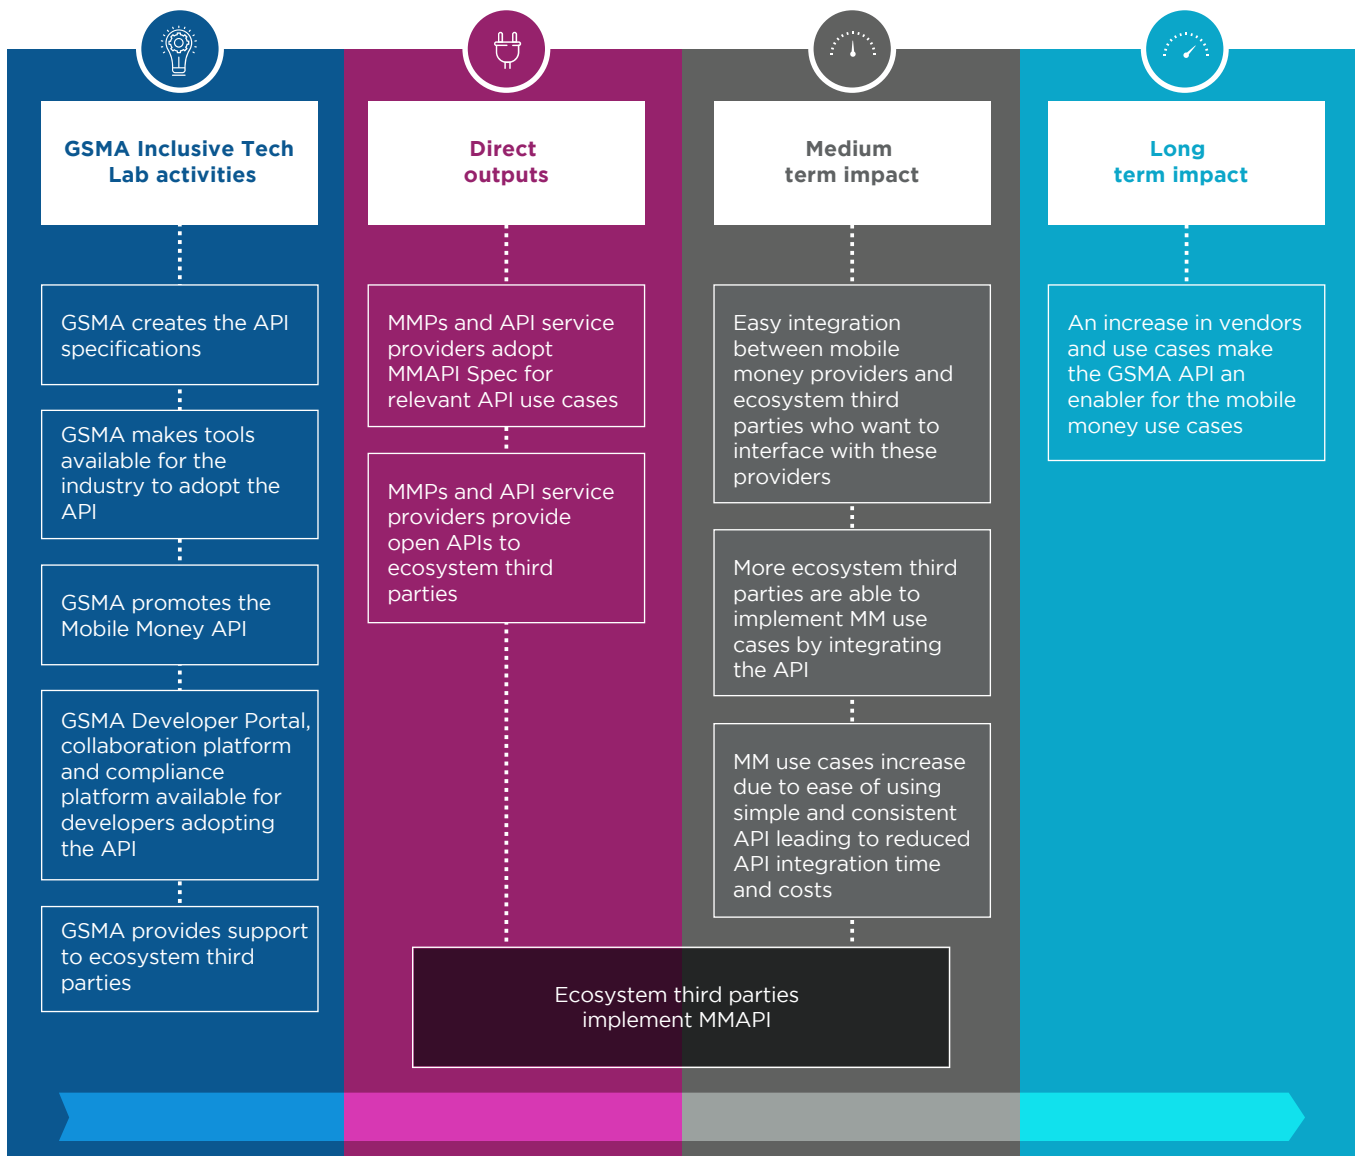 GSMA Inclusive Tech
Lab activities
GSMA creates the API
specifications
GSMA makes tools
available for the
industry to adopt the
API
GSMA promotes the
Mobile Money API
GSMA Developer Portal,
collaboration platform
and compliance
platform available for
developers adopting
the API
GSMA provides support
to ecosystem third
parties
Direct
outputs
MMPs and API service
providers adopt
MMAPI Spec for
relevant API use cases
MMPs and API service
providers provide
open APIs to
ecosystem third
parties
Medium
term impact
Easy integration
between mobile
money providers and
ecosystem third
parties who want to
interface with these
providers
More ecosystem third
parties are able to
implement MM use
cases by integrating
the API
MM use cases increase
due to ease of using
simple and consistent
API leading to reduced
API integration time
and costs
Ecosystem third parties
implement MMAPI
Long
term impact
An increase in vendors
and use cases make
the GSMA API an
enabler for the mobile
money use cases